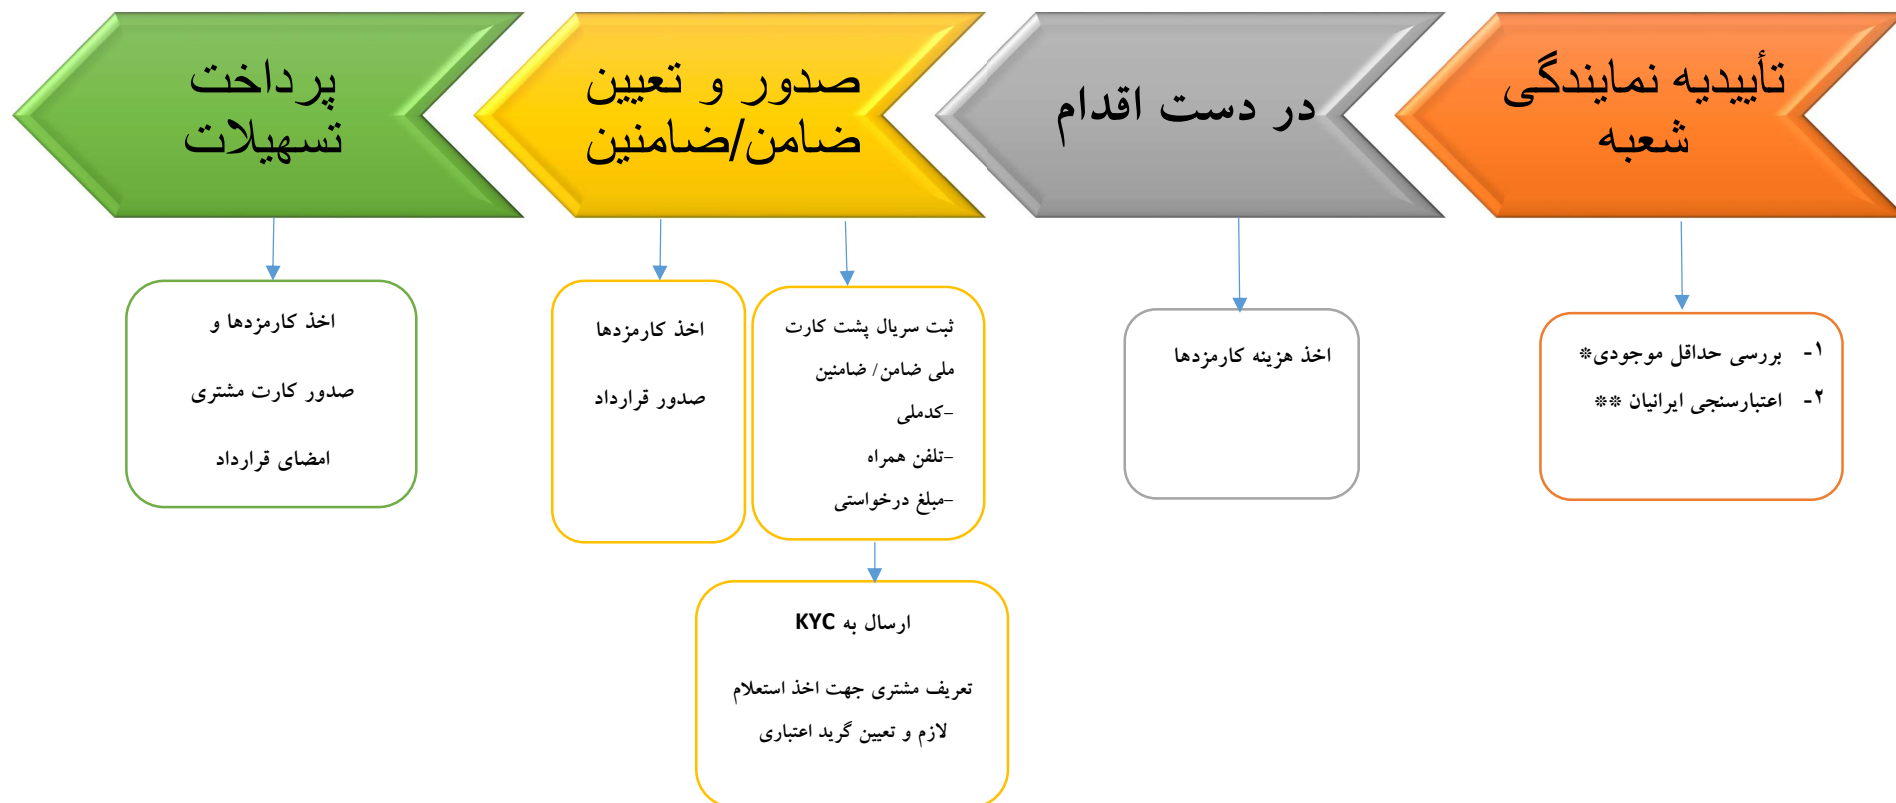 تأییدیه نمایندگی
شعبه
در دست اقدام
صدور و تعیین
ضامن/ضامنین
پرداخت
تسهیلات
۱- بررسی حداقل موجودی*
۲- اعتبارسنجی ایرانیان **
اخذ هزینه کارمزدها
ثبت سریال پشت کارت
ملی ضامن/ ضامنین
-کدملی
-تلفن همراه
-مبلغ درخواستی
ارسال به KYC
تعریف مشتری جهت اخذ استعلام
لازم و تعیین گرید اعتباری
اخذ کارمزدها
صدور قرارداد
اخذ کارمزدها و
صدور کارت مشتری
امضای قرارداد